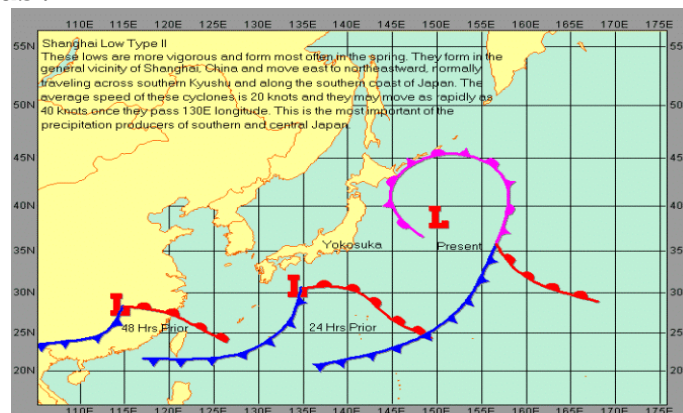 110E 115E 120E 125E 130E 135E 140E 145E 150E 155E 160E 165E 170E 175E
Shanghai Low Type II
These lows are more vigorous and form most often in the spring. They form in the
general vicinity of Shanghai, China and move east to northeastward, normally
traveling across southern Kyushu and along the southern coast of Japan. The
average speed of these cyclones is 20 knots and they may move as rapidly as
40 knots once they pass 130E longitude. This is the most important of the
precipitation producers of southern and central Japan.
55N 55
50N 50
45N 45
40N 40
L
Yokosuka Present
35N 35
L L
30N 30
48 Hrs Prior 24 Hrs Prior
25N 25
20N 20
110E 115E 120E 125E 130E 135E 140E 145E 150E 155E 160E 165E 170E 175E